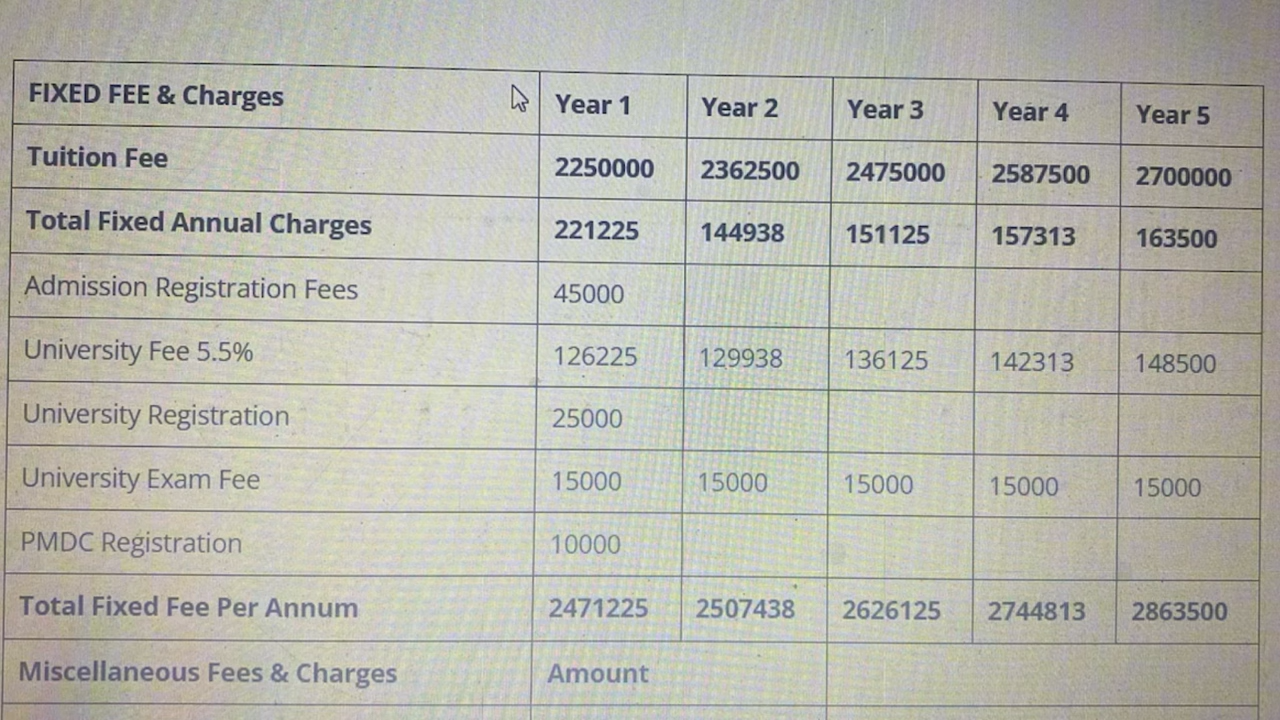 FIXED FEE & Charges Year 1 Year 2 Year 3 Year 4 Year 5
Tuition Fee 2250000 2362500 2475000 2587500 2700000
Total Fixed Annual Charges 221225 144938 151125 157313 163500
Admission Registration Fees 45000
University Fee 5.5% 126225 129938 136125 142313 148500
University Registration 25000
University Exam Fee 15000 15000 15000 15000 15000
PMDC Registration 10000
Total Fixed Fee Per Annum 2471225 2507438 2626125 2744813 2863500
Miscellaneous Fees & Charges Amount